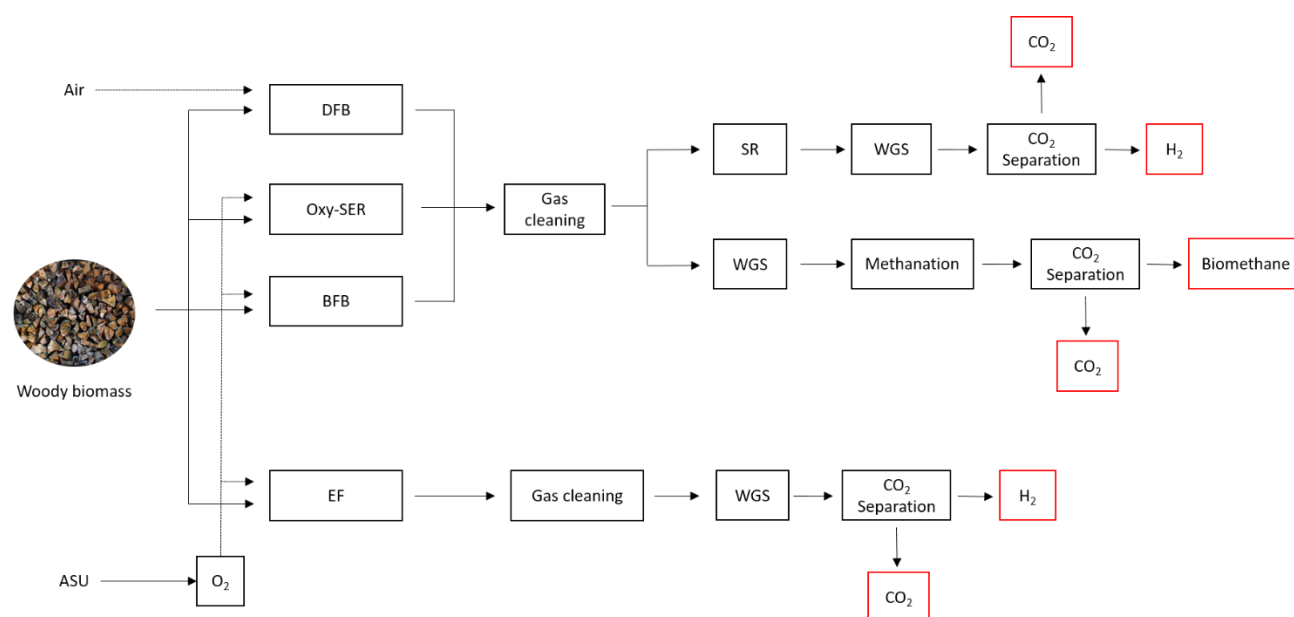 CO₂
Air
DFB
SR
WGS
CO₂
Separation
H₂
Oxy-SER
Gas
cleaning
WGS
Methanation
CO₂
Separation
Biomethane
BFB
CO₂
Woody biomass
EF
Gas cleaning
WGS
CO₂
Separation
H₂
ASU
O₂
CO₂